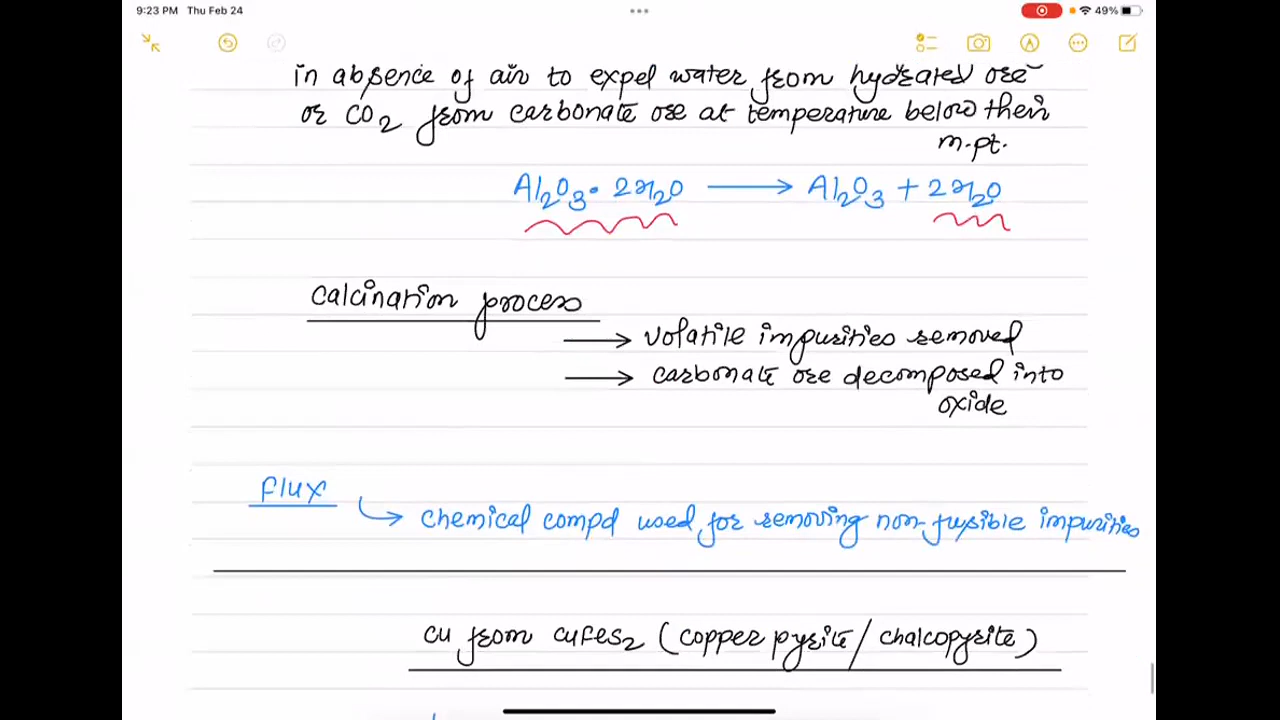 9:23 PM Thu Feb 24
49%
in absence of air to expel water from hydrated ore
or CO2 from carbonate ore at temperature below their
m.pt.
Al2O3 · 2H2O → Al2O3 + 2H2O
calcination process
→ volatile impurities removed
→ carbonate ore decomposed into
oxide
Flux
chemical compd used for removing non-fusible impurities
Cu from CuFeS2 (copper pyrite / chalcopyrite)